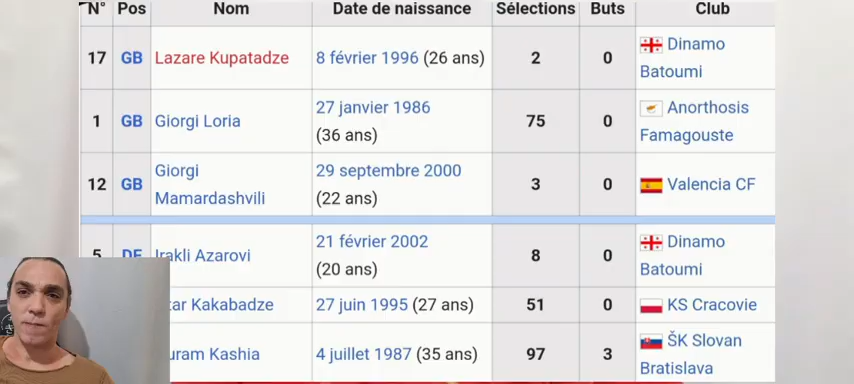 N° Pos Nom Date de naissance Sélections Buts Club
17 GB Lazare Kupatadze 8 février 1996 (26 ans) 2 0 Dinamo Batoumi
1 GB Giorgi Loria 27 janvier 1986 (36 ans) 75 0 Anorthosis Famagouste
12 GB Giorgi Mamardashvili 29 septembre 2000 (22 ans) 3 0 Valencia CF
5 DF Irakli Azarovi 21 février 2002 (20 ans) 8 0 Dinamo Batoumi
tar Kakabadze 27 juin 1995 (27 ans) 51 0 KS Cracovie
uram Kashia 4 juillet 1987 (35 ans) 97 3 ŠK Slovan Bratislava